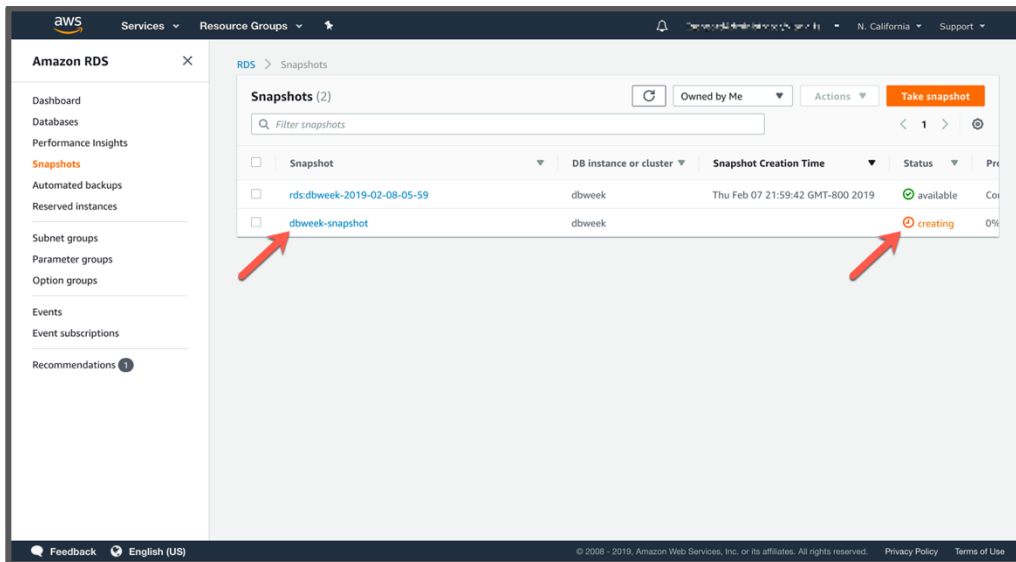 aws Services Resource Groups N. California Support
Amazon RDS
Dashboard
Databases
Performance Insights
Snapshots
Automated backups
Reserved instances
Subnet groups
Parameter groups
Option groups
Events
Event subscriptions
Recommendations 1
RDS > Snapshots
Snapshots (2) Owned by Me Actions Take snapshot
Filter snapshots < 1 >
Snapshot DB instance or cluster Snapshot Creation Time Status Pro
rds:dbweek-2019-02-08-05-59 dbweek Thu Feb 07 21:59:42 GMT-800 2019 available
dbweek-snapshot dbweek creating 0%
Feedback English (US) © 2008 - 2019, Amazon Web Services, Inc. or its affiliates. All rights reserved. Privacy Policy Terms of Use